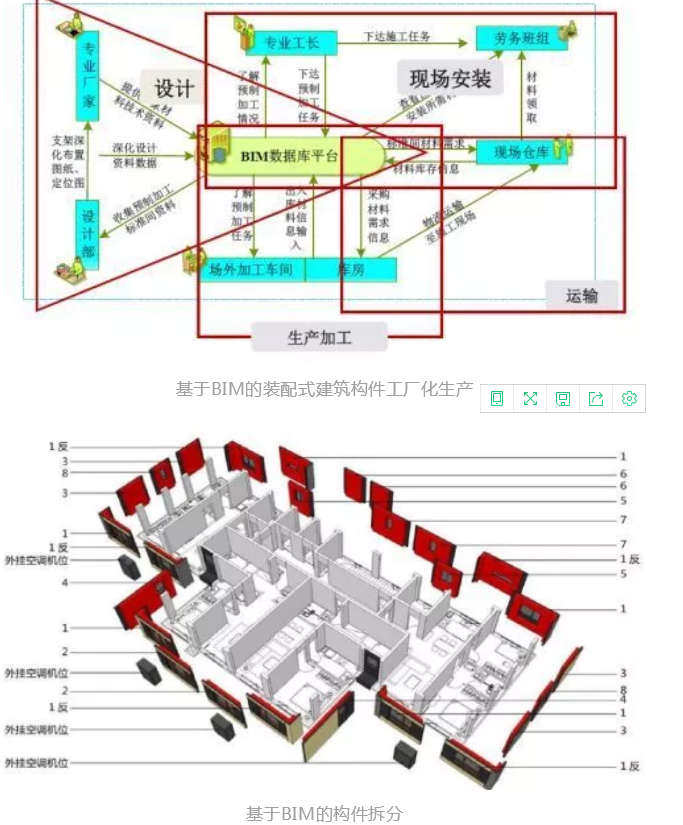 专业工长
下达施工任务
劳务班组
专业厂家
设计
现场安装
了解预制加工情况
下达预制加工任务
材料领取
科技术资料
安装所需
支架深化布置图纸、定位图
深化设计
资料数据
BIM数据库平台
标准间材料需求
材料库存信息
现场仓库
收集预制加工
标准间资料
设计部
了解预制加工任务
料信息输入
采购材料需求信息
物流运输
至施工现场
场外加工车间
库房
运输
生产加工
基于BIM的装配式建筑构件工厂化生产
1反
3
8
3
1
1反
外挂空调机位
4
1
2
外挂空调机位
2
1反
外挂空调机位
外挂空调机位
1
6
6
5
7
7
1反
5
1
3
8
4
1
3
1反
基于BIM的构件拆分